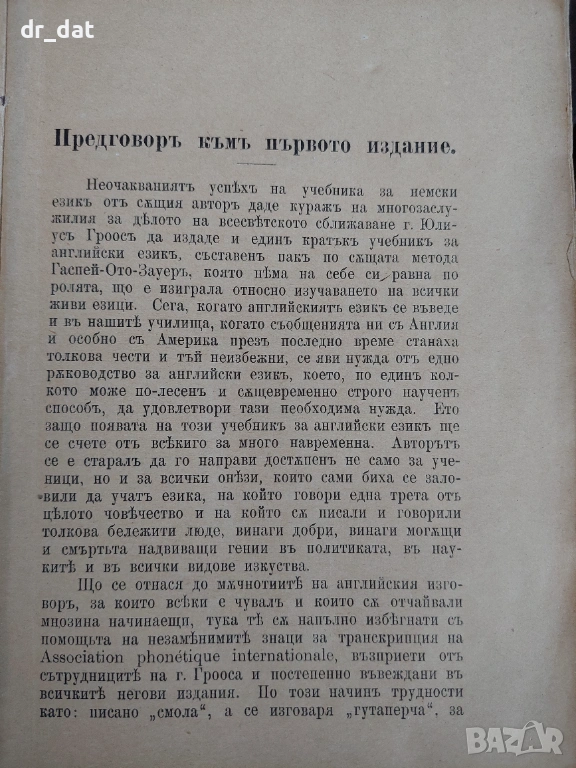 dr_dat
Предговоръ къмъ първото издание.
Неочакваниятъ успѣхъ на учебника за немски
езикъ отъ сѫщия авторъ даде куражъ на многозаслу-
жилия за дѣлото на всесвѣтското сближаване г. Юли-
усъ Гроосъ да издаде и единъ кратъкъ учебникъ за
английски езикъ, съставенъ пакъ по сѫщата метода
Гаспей-Ото-Зауеръ, която нѣма на себе си равна по
ролята, що е изиграла относно изучаването на всички
живи езици. Сега, когато английскиятъ езикъ се въведе
и въ нашитѣ училища, когато съобщенията ни съ Англия
и особно съ Америка презъ последно време станаха
толкова чести и тъй неизбежни, се яви нужда отъ едно
рѫководство за английски езикъ, което, по единъ кол-
кото може по-лесенъ и сѫщевременно строго наученъ
способъ, да удовлетвори тази необходима нужда. Ето
защо появата на този учебникъ за английски езикъ ще
се счете отъ всѣкиго за много навременна. Авторътъ
се е старалъ да го направи достѫпенъ не само за уче-
ници, но и за всички онѣзи, които сами биха се зало-
вили да учатъ езика, на който говори една трета отъ
цѣлото човѣчество и на който сѫ писали и говорили
толкова бележити люде, винаги добри, винаги могѫщи
и смъртьта надвиващи гении въ политиката, въ нау-
китѣ и въ всички видове изкуства.
Що се отнася до мѫчнотиитѣ на английския изго-
воръ, за които всѣки е чувалъ и които сѫ отчайвали
мнозина начинаещи, тука тѣ сѫ напълно избѣгнати съ
помощьта на незамѣнимитѣ знаци за транскрипция на
Association phonétique internationale, възприети отъ
сътрудницитѣ на г. Грооса и постепенно въвеждани въ
всичкитѣ негови издания. По този начинъ трудности
като: писано „смола“, а се изговаря „гутаперча“, за
BAZAR